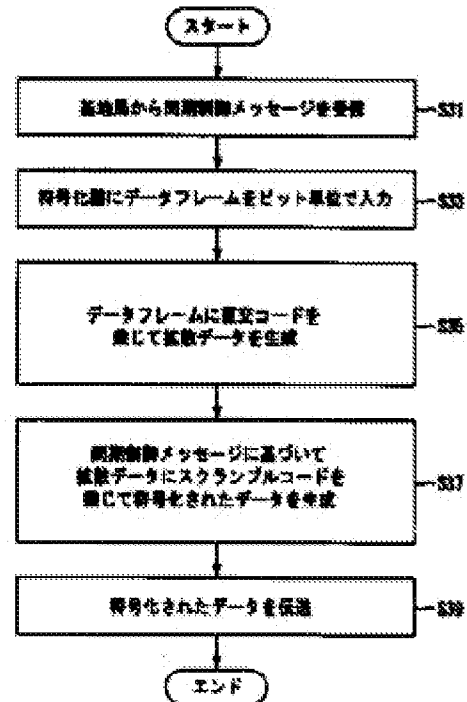 スタート
基地局から同期制御メッセージを受信
S31
符号化器にデータフレームをビット単位で入力
S33
データフレームに直交コードを
乗じて拡散データを生成
S35
同期制御メッセージに基づいて
拡散データにスクランブルコードを
乗じて符号化されたデータを生成
S37
符号化されたデータを伝送
S39
エンド